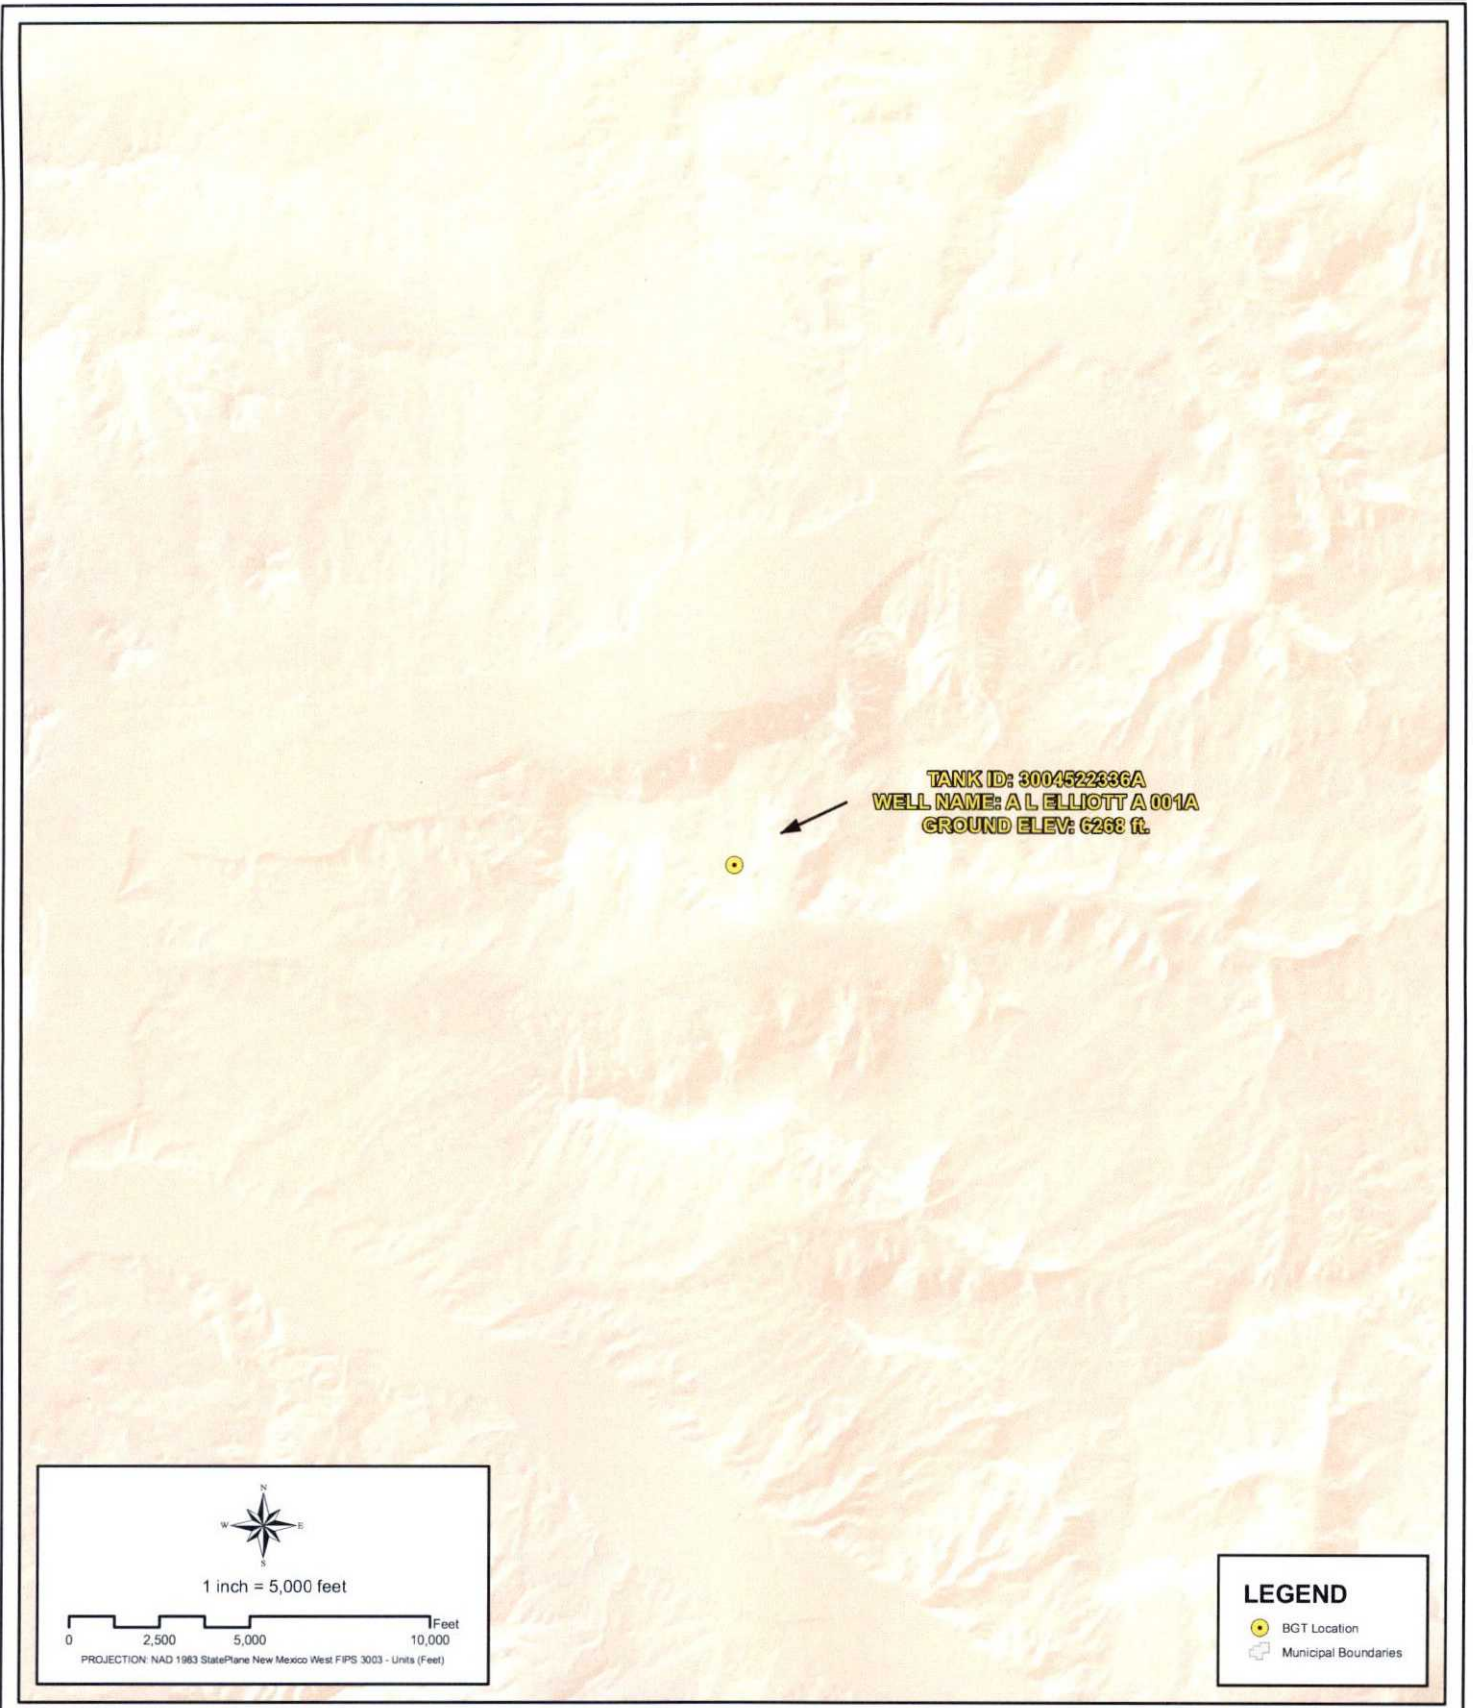 TANK ID: 3004522336A
WELL NAME: A L ELLIOTT A 001A
GROUND ELEV: 6268 ft.
N
W E
S
1 inch = 5,000 feet
Feet
0 2,500 5,000 10,000
PROJECTION: NAD 1983 StatePlane New Mexico West FIPS 3003 - Units (Feet)
LEGEND
BGT Location
Municipal Boundaries